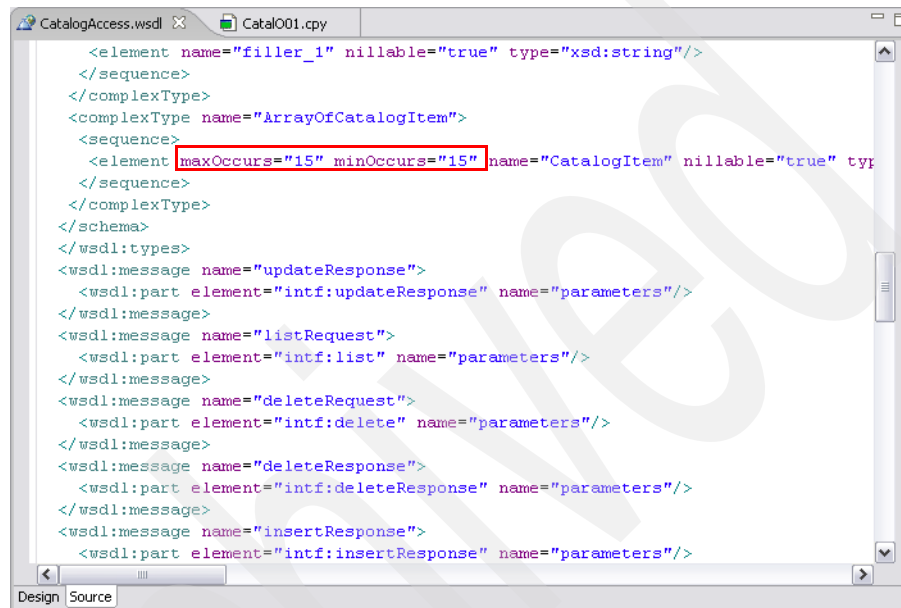 CatalogAccess.wsdl CatalO01.cpy
<element name="filler_1" nillable="true" type="xsd:string"/>
</sequence>
</complexType>
<complexType name="ArrayOfCatalogItem">
<sequence>
<element maxOccurs="15" minOccurs="15" name="CatalogItem" nillable="true" typ
</sequence>
</complexType>
</schema>
</wsdl:types>
<wsdl:message name="updateResponse">
<wsdl:part element="intf:updateResponse" name="parameters"/>
</wsdl:message>
<wsdl:message name="listRequest">
<wsdl:part element="intf:list" name="parameters"/>
</wsdl:message>
<wsdl:message name="deleteRequest">
<wsdl:part element="intf:delete" name="parameters"/>
</wsdl:message>
<wsdl:message name="deleteResponse">
<wsdl:part element="intf:deleteResponse" name="parameters"/>
</wsdl:message>
<wsdl:message name="insertResponse">
<wsdl:part element="intf:insertResponse" name="parameters"/>
Design Source